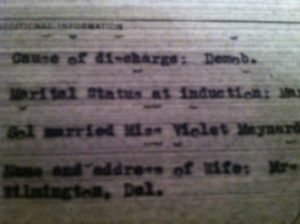 ADDITIONAL INFORMATION
Cause of discharge: Demob.
Marital Status at induction: Mar
Sol married Miss Violet Maynard
Name and address of Wife: Mrs
Wilmington, Del.